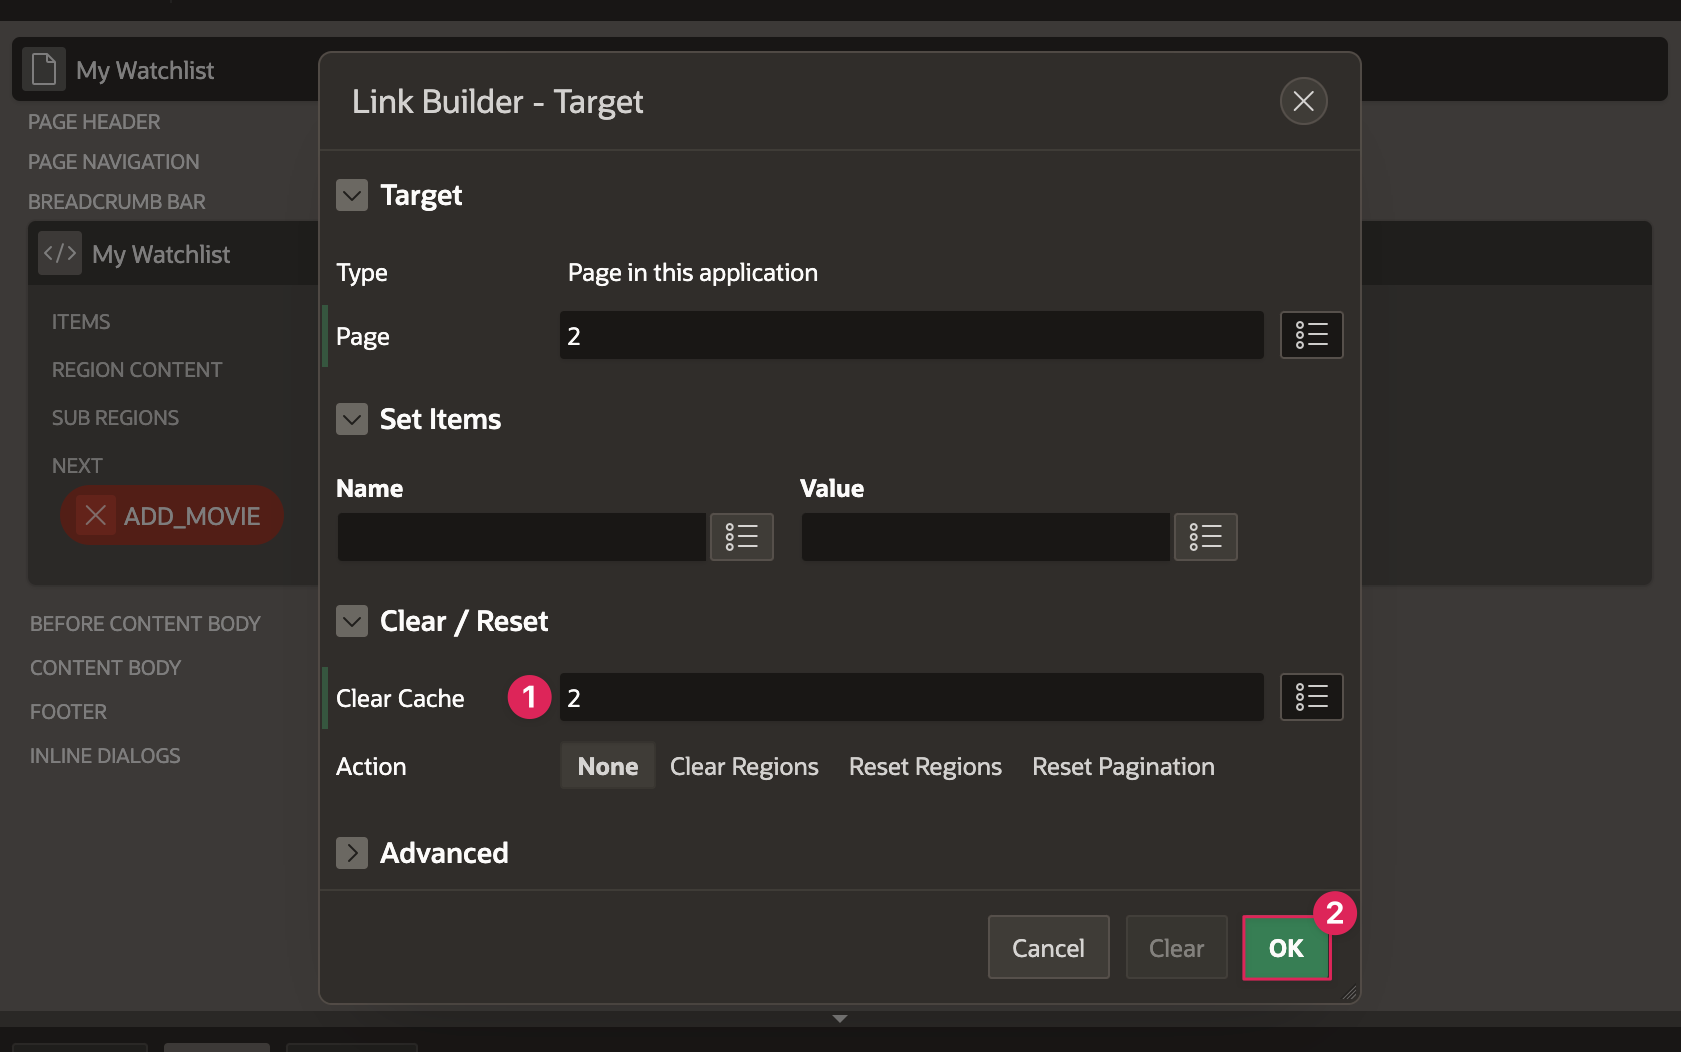 My Watchlist
PAGE HEADER
PAGE NAVIGATION
BREADCRUMB BAR
</> My Watchlist
ITEMS
REGION CONTENT
SUB REGIONS
NEXT
ADD_MOVIE
BEFORE CONTENT BODY
CONTENT BODY
FOOTER
INLINE DIALOGS
Link Builder - Target
Target
Type Page in this application
Page 2
Set Items
Name Value
Clear / Reset
Clear Cache 1 2
Action None Clear Regions Reset Regions Reset Pagination
Advanced
2
Cancel Clear OK